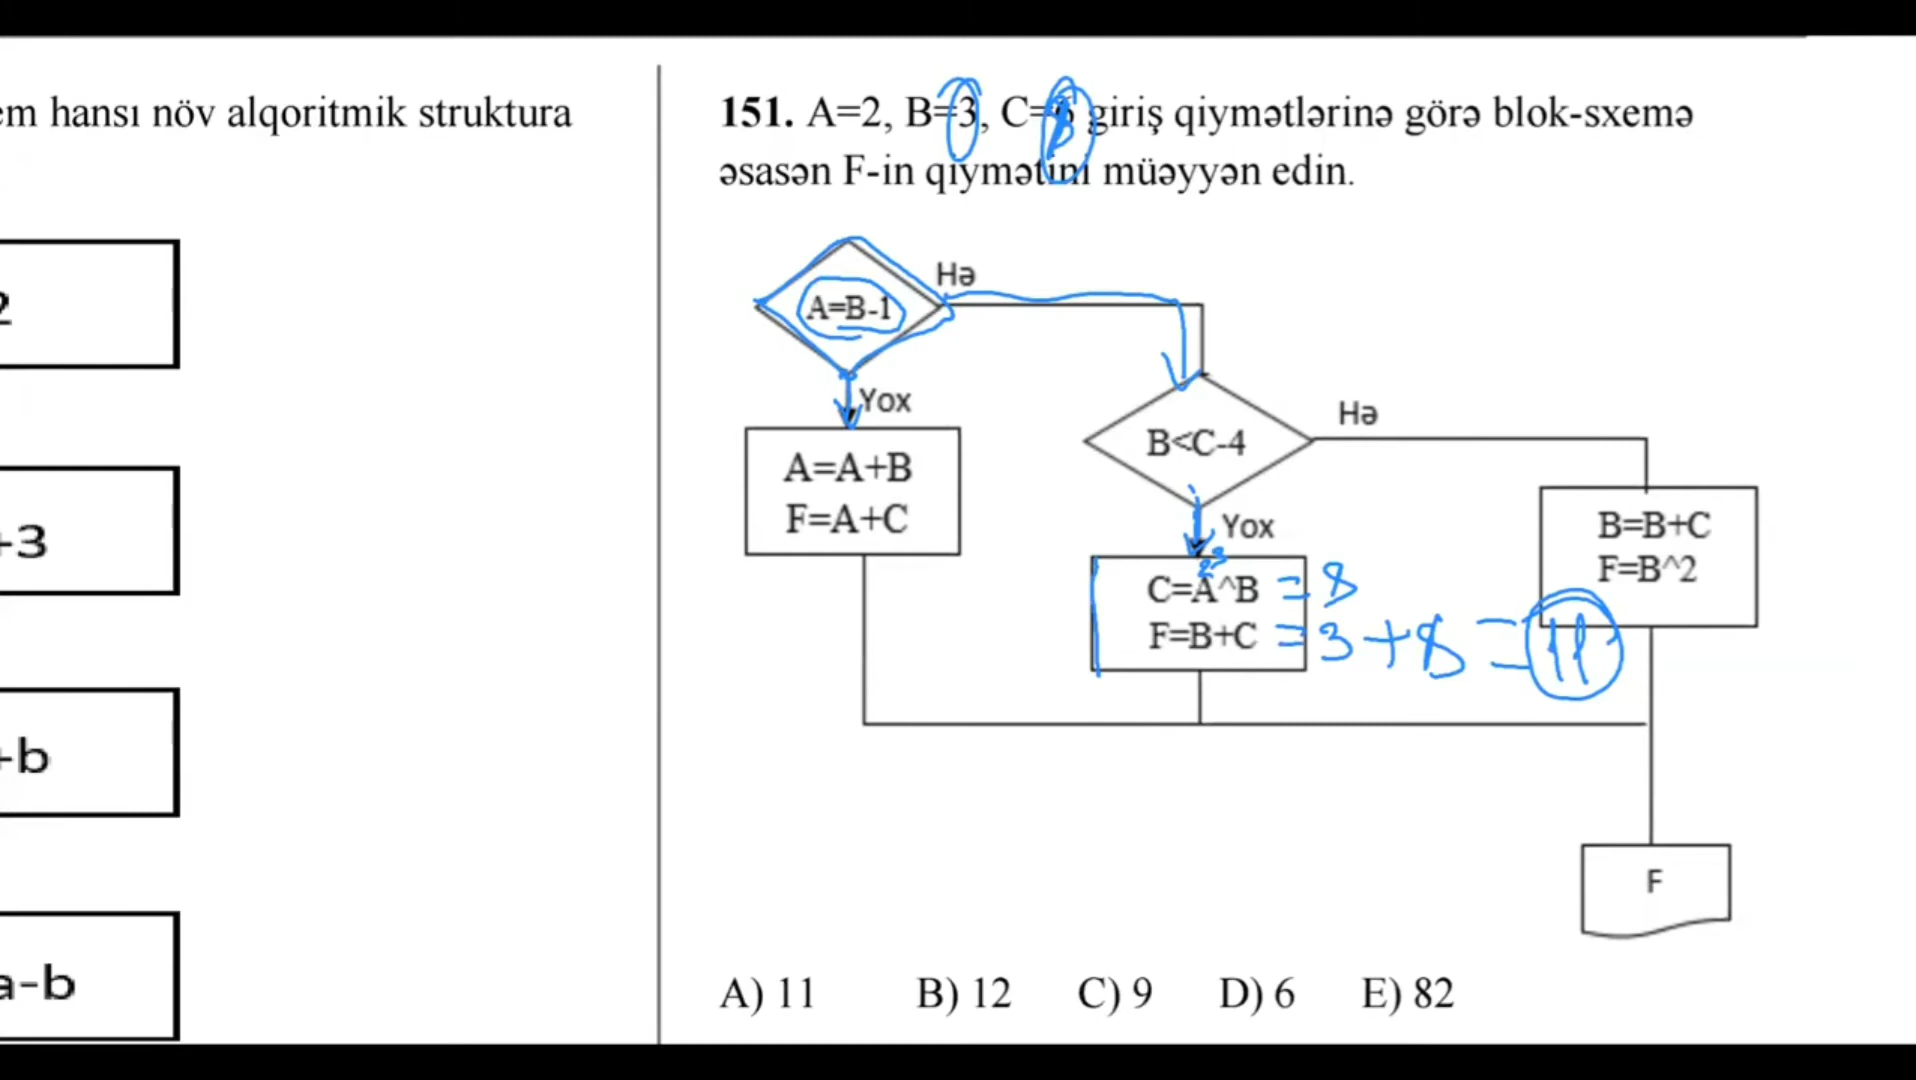 em hansı növ alqoritmik struktura
2
+3
+b
a-b
151. A=2, B=3, C= giriş qiymətlərinə görə blok-sxemə
əsasən F-in qiymətini müəyyən edin.
Hə
A=B-1
Yox
A=A+B
F=A+C
B<C-4
Hə
Yox
2³
C=A^B = 8
F=B+C = 3+8 = 11
B=B+C
F=B^2
F
A) 11 B) 12 C) 9 D) 6 E) 82